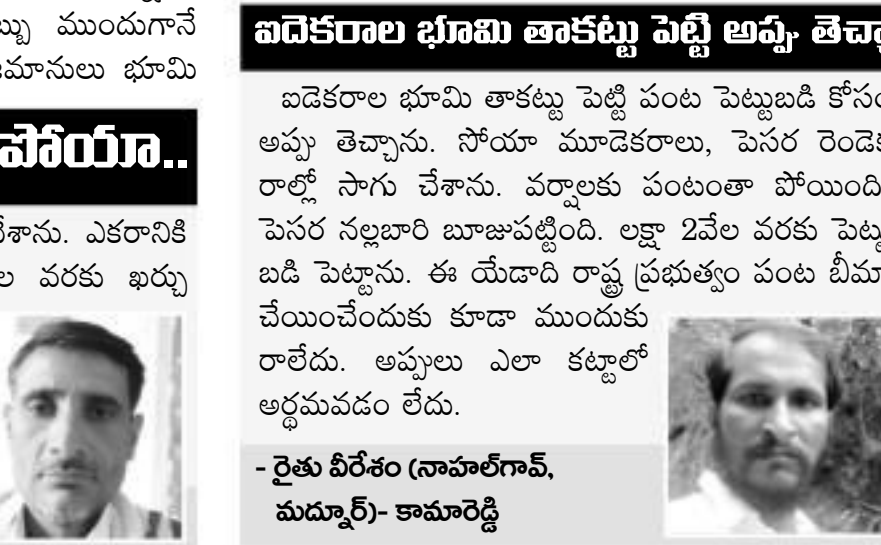 ముందుగానే
భూమి
పోయా..
ఎకరానికి
వరకు ఖర్చు
ఐదెకరాల భూమి తాకట్టు పెట్టి అప్పు
ఐడెకరాల భూమి తాకట్టు పెట్టి పంట పెట్టుబడి కోసం
అప్పు తెచ్చాను. సోయా మూడెకరాలు, పెసర రెండెక
రాల్లో సాగు చేశాను. వర్షాలకు పంటంతా పోయింది
పెసర నల్లబారి బూజుపట్టింది. లక్షా 2వేల వరకు పెట్టు
బడి పెట్టాను. ఈ యేడాది రాష్ట్ర ప్రభుత్వం పంట బీమా
చేయించేందుకు కూడా ముందుకు
రాలేదు. అప్పులు ఎలా కట్టాలో
అర్థమవడం లేదు.
- రైతు వీరేశం (నాహల్‌గావ్,
మద్నూర్)- కామారెడ్డి